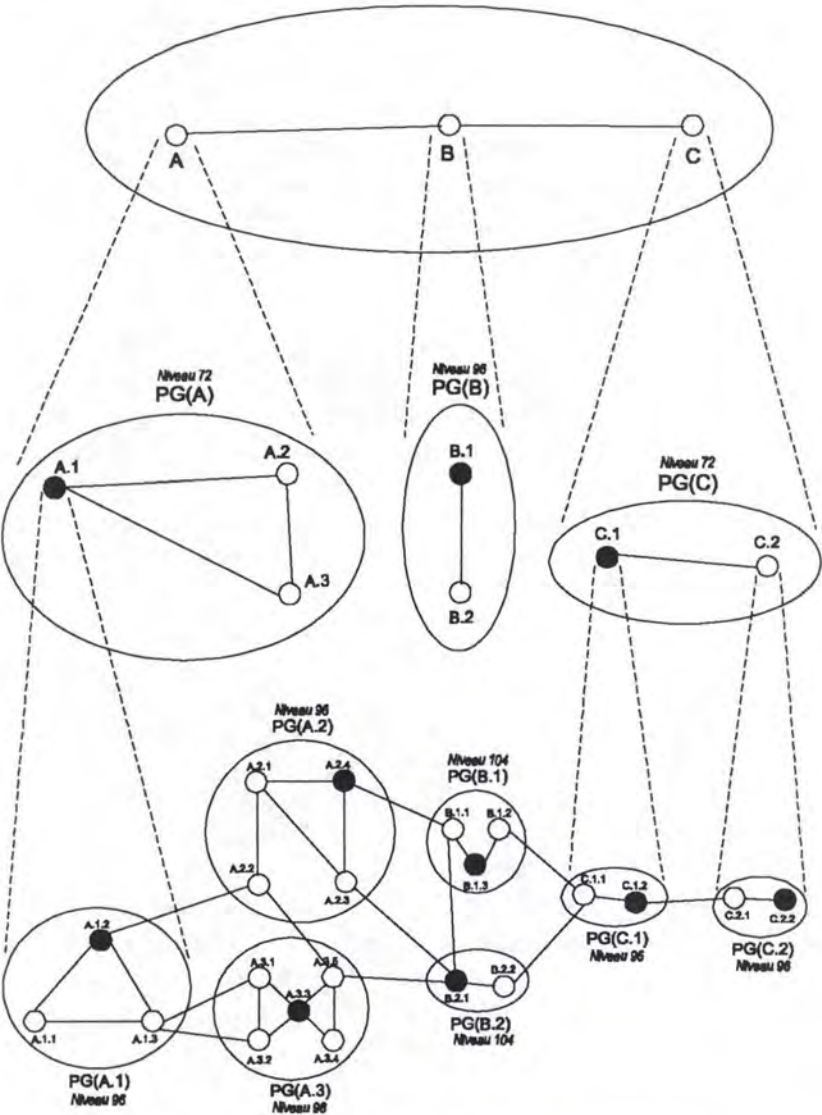 A
B
C
Niveau 72
PG(A)
A.1
A.2
A.3
Niveau 96
PG(B)
B.1
B.2
Niveau 72
PG(C)
C.1
C.2
Niveau 96
PG(A.2)
A.2.1
A.2.4
A.2.2
A.2.3
Niveau 104
PG(B.1)
B.1.1
B.1.2
B.1.3
C.1.1
C.1.2
PG(C.1)
Niveau 96
C.2.1
C.2.2
PG(C.2)
Niveau 96
A.1.2
A.1.1
A.1.3
PG(A.1)
Niveau 96
A.3.1
A.3.5
A.3.3
A.3.2
A.3.4
PG(A.3)
Niveau 96
B.2.1
B.2.2
PG(B.2)
Niveau 104